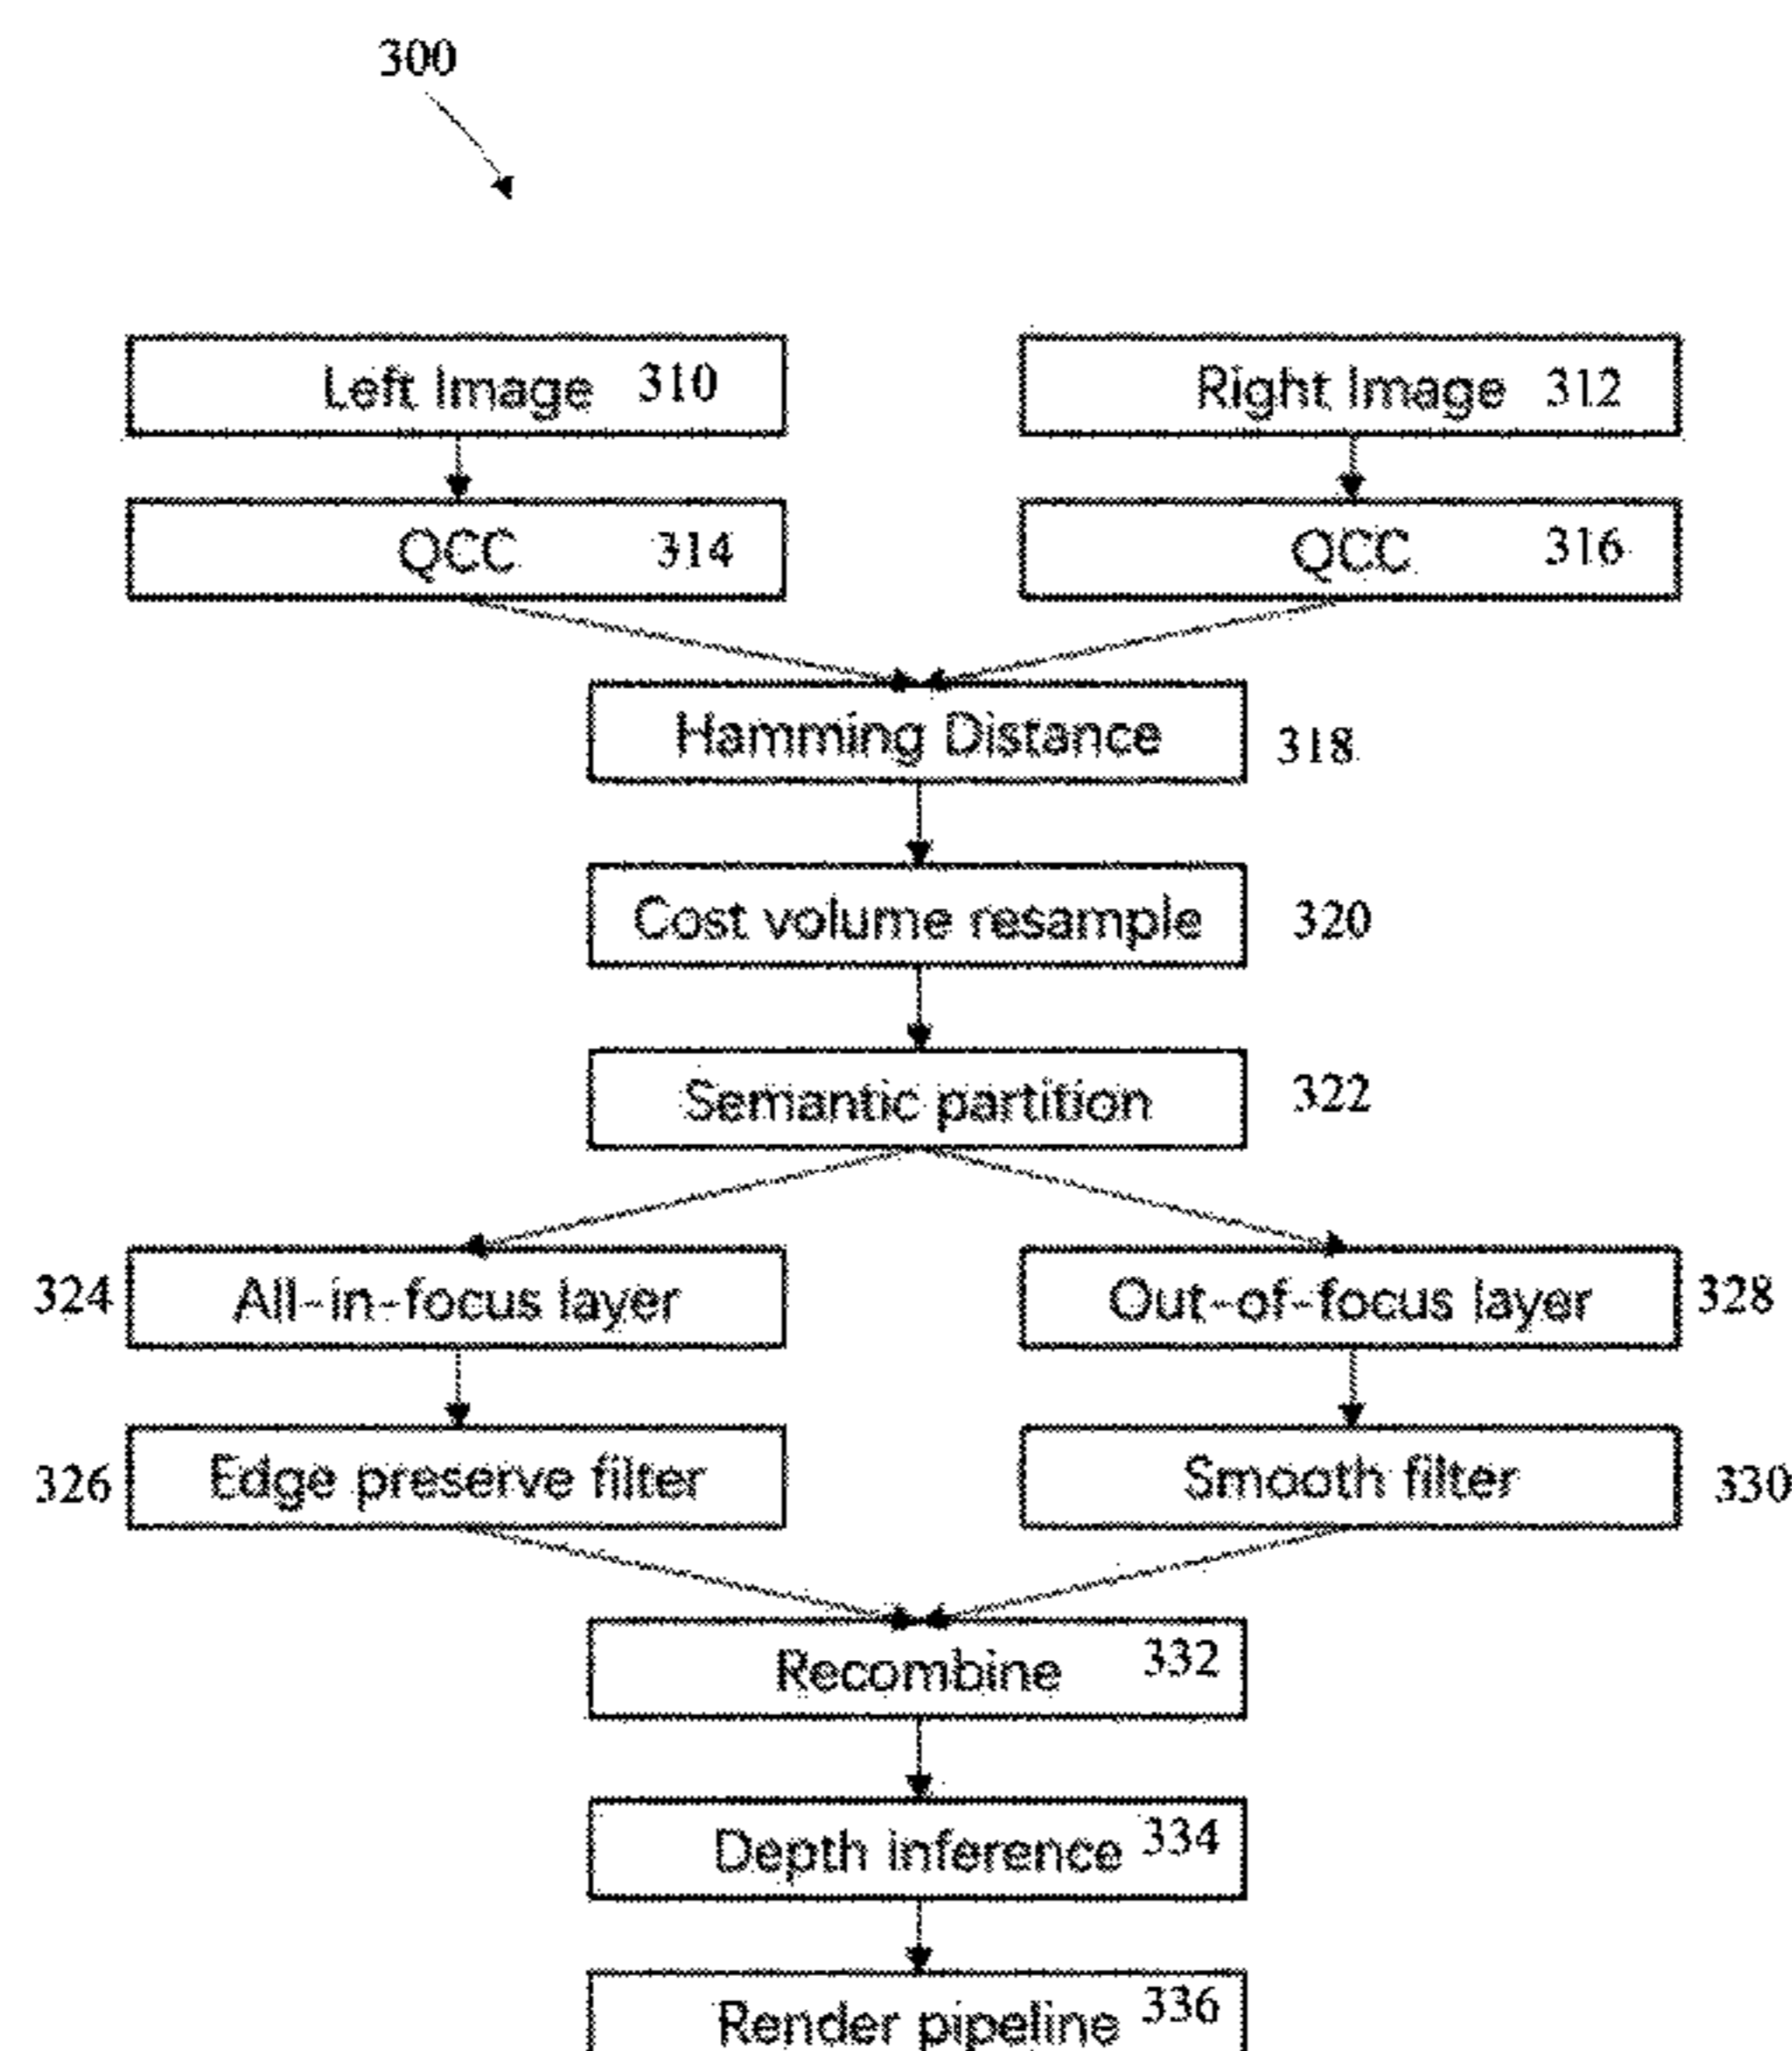 300
Left Image 310
Right Image 312
QCC 314
QCC 316
Hamming Distance 318
Cost volume resample 320
Semantic partition 322
324 All-in-focus layer
Out-of-focus layer 328
326 Edge preserve filter
Smooth filter 330
Recombine 332
Depth inference 334
Render pipeline 336